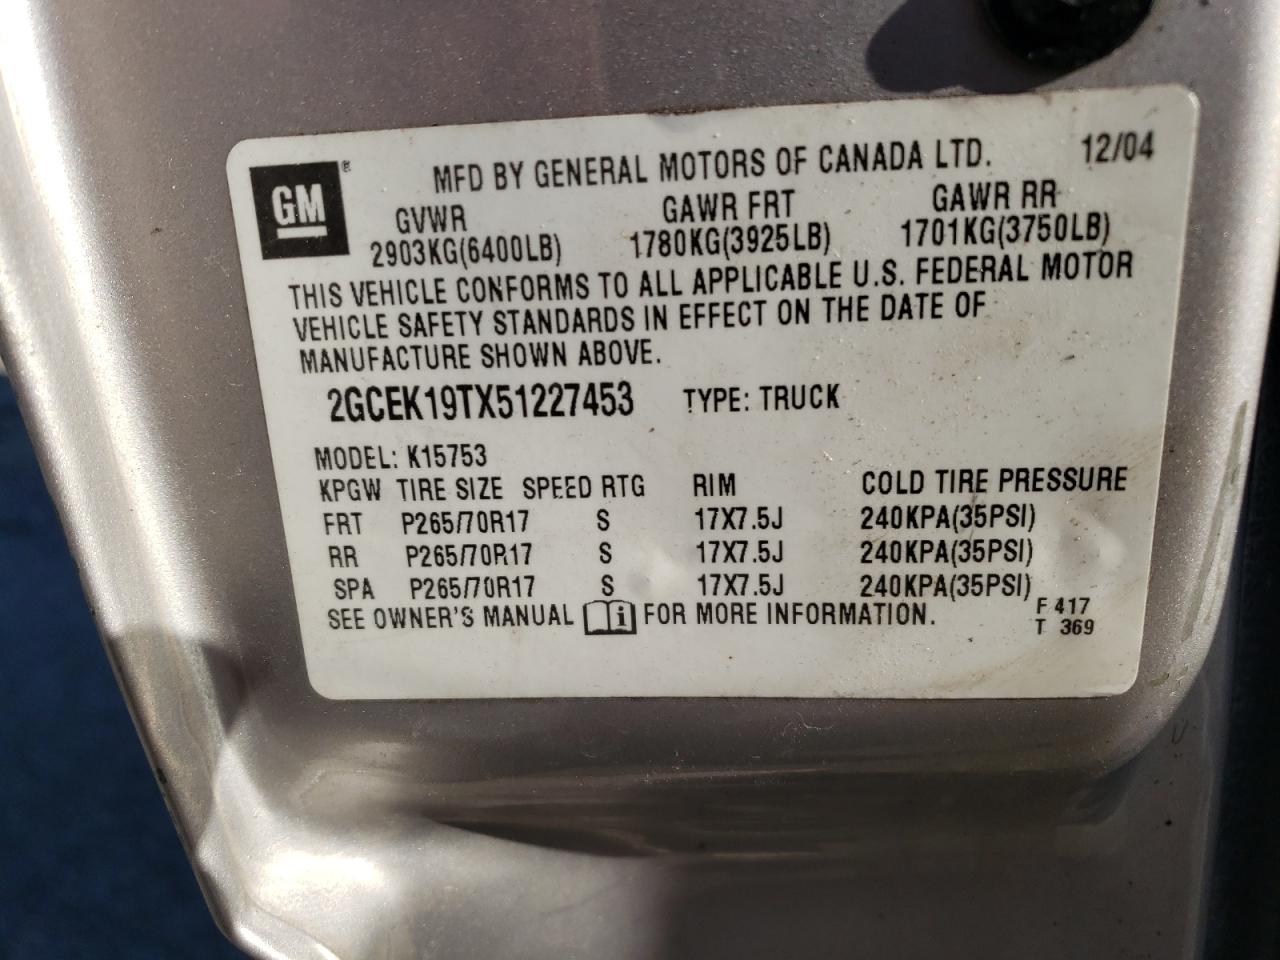 GM®
MFD BY GENERAL MOTORS OF CANADA LTD. 12/04
GVWR GAWR FRT GAWR RR
2903KG(6400LB) 1780KG(3925LB) 1701KG(3750LB)
THIS VEHICLE CONFORMS TO ALL APPLICABLE U.S. FEDERAL MOTOR
VEHICLE SAFETY STANDARDS IN EFFECT ON THE DATE OF
MANUFACTURE SHOWN ABOVE.
2GCEK19TX51227453 TYPE: TRUCK
MODEL: K15753
KPGW TIRE SIZE SPEED RTG RIM COLD TIRE PRESSURE
FRT P265/70R17 S 17X7.5J 240KPA(35PSI)
RR P265/70R17 S 17X7.5J 240KPA(35PSI)
SPA P265/70R17 S 17X7.5J 240KPA(35PSI)
SEE OWNER'S MANUAL i FOR MORE INFORMATION. F 417
T 369